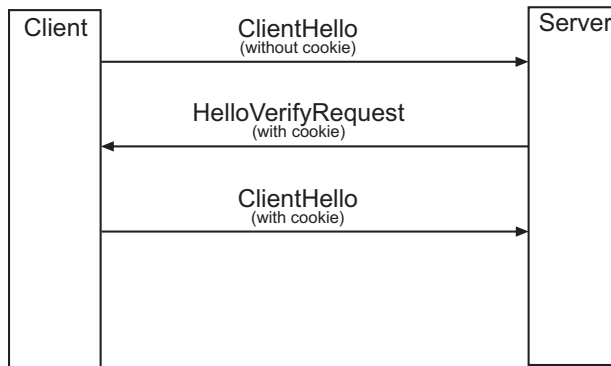 Client
Server
ClientHello
(without cookie)
HelloVerifyRequest
(with cookie)
ClientHello
(with cookie)